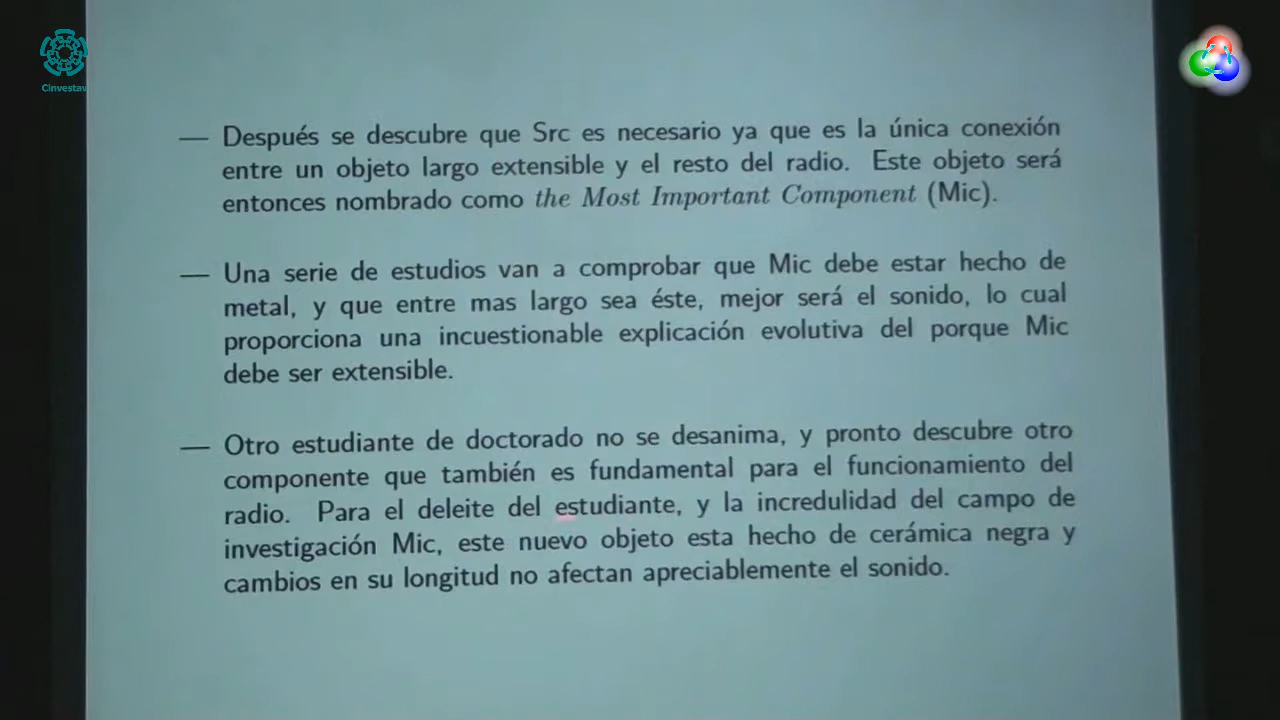 Cinvestav
— Después se descubre que Src es necesario ya que es la única conexión
entre un objeto largo extensible y el resto del radio. Este objeto será
entonces nombrado como the Most Important Component (Mic).
— Una serie de estudios van a comprobar que Mic debe estar hecho de
metal, y que entre mas largo sea éste, mejor será el sonido, lo cual
proporciona una incuestionable explicación evolutiva del porque Mic
debe ser extensible.
— Otro estudiante de doctorado no se desanima, y pronto descubre otro
componente que también es fundamental para el funcionamiento del
radio. Para el deleite del estudiante, y la incredulidad del campo de
investigación Mic, este nuevo objeto esta hecho de cerámica negra y
cambios en su longitud no afectan apreciablemente el sonido.